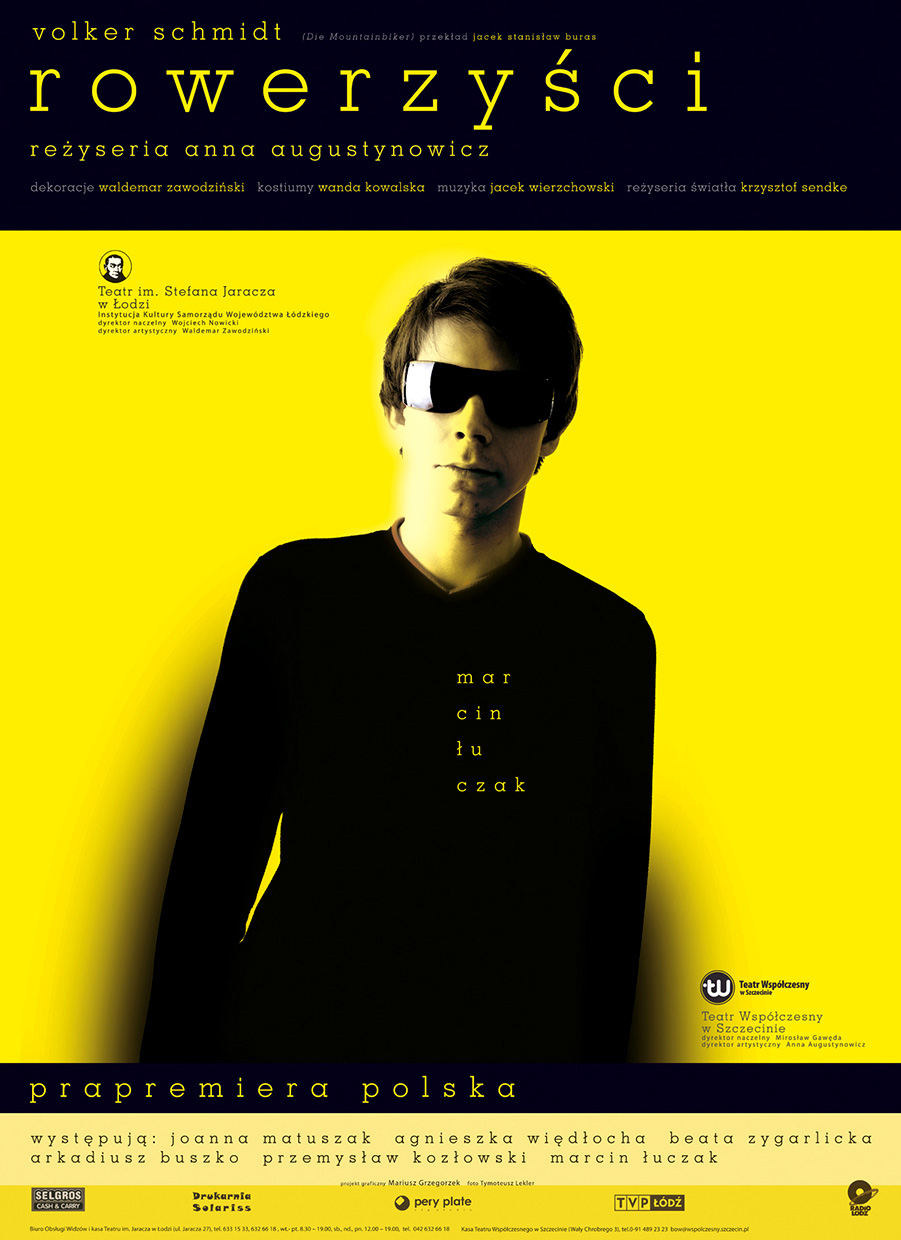 volker schmidt (Die Mountainbiker) przekład jacek stanisław buras
rowerzyści
reżyseria anna augustynowicz
dekoracje waldemar zawodziński kostiumy wanda kowalska muzyka jacek wierzchowski reżyseria światła krzysztof sendke
Teatr im. Stefana Jaracza
w Łodzi
Instytucja Kultury Samorządu Województwa Łódzkiego
dyrektor naczelny Wojciech Nowicki
dyrektor artystyczny Waldemar Zawodziński
mar
cin
łu
czak
tw Teatr Współczesny
w Szczecinie
Teatr Współczesny
w Szczecinie
dyrektor naczelny Mirosław Gawęda
dyrektor artystyczny Anna Augustynowicz
prapremiera polska
występują: joanna matuszak agnieszka więdłocha beata zygarlicka
arkadiusz buszko przemysław kozłowski marcin łuczak
projekt graficzny Mariusz Grzegorzek foto Tymoteusz Lekler
SELGROS
CASH & CARRY
Drukarnia
Solariss
pery plate
TVP ŁÓDŹ
RADIO
ŁÓDŹ
Biuro Obsługi Widzów i kasa Teatru im. Jaracza w Łodzi (ul. Jaracza 27), tel. 633 15 33, 632 66 18, wt.- pt. 8.30 – 19.00, sb., nd., pn. 12.00 – 19.00, tel. 042 632 66 18 Kasa Teatru Współczesnego w Szczecinie (Wały Chrobrego 3), tel.0-91 489 23 23 bow@wspolczesny.szczecin.pl